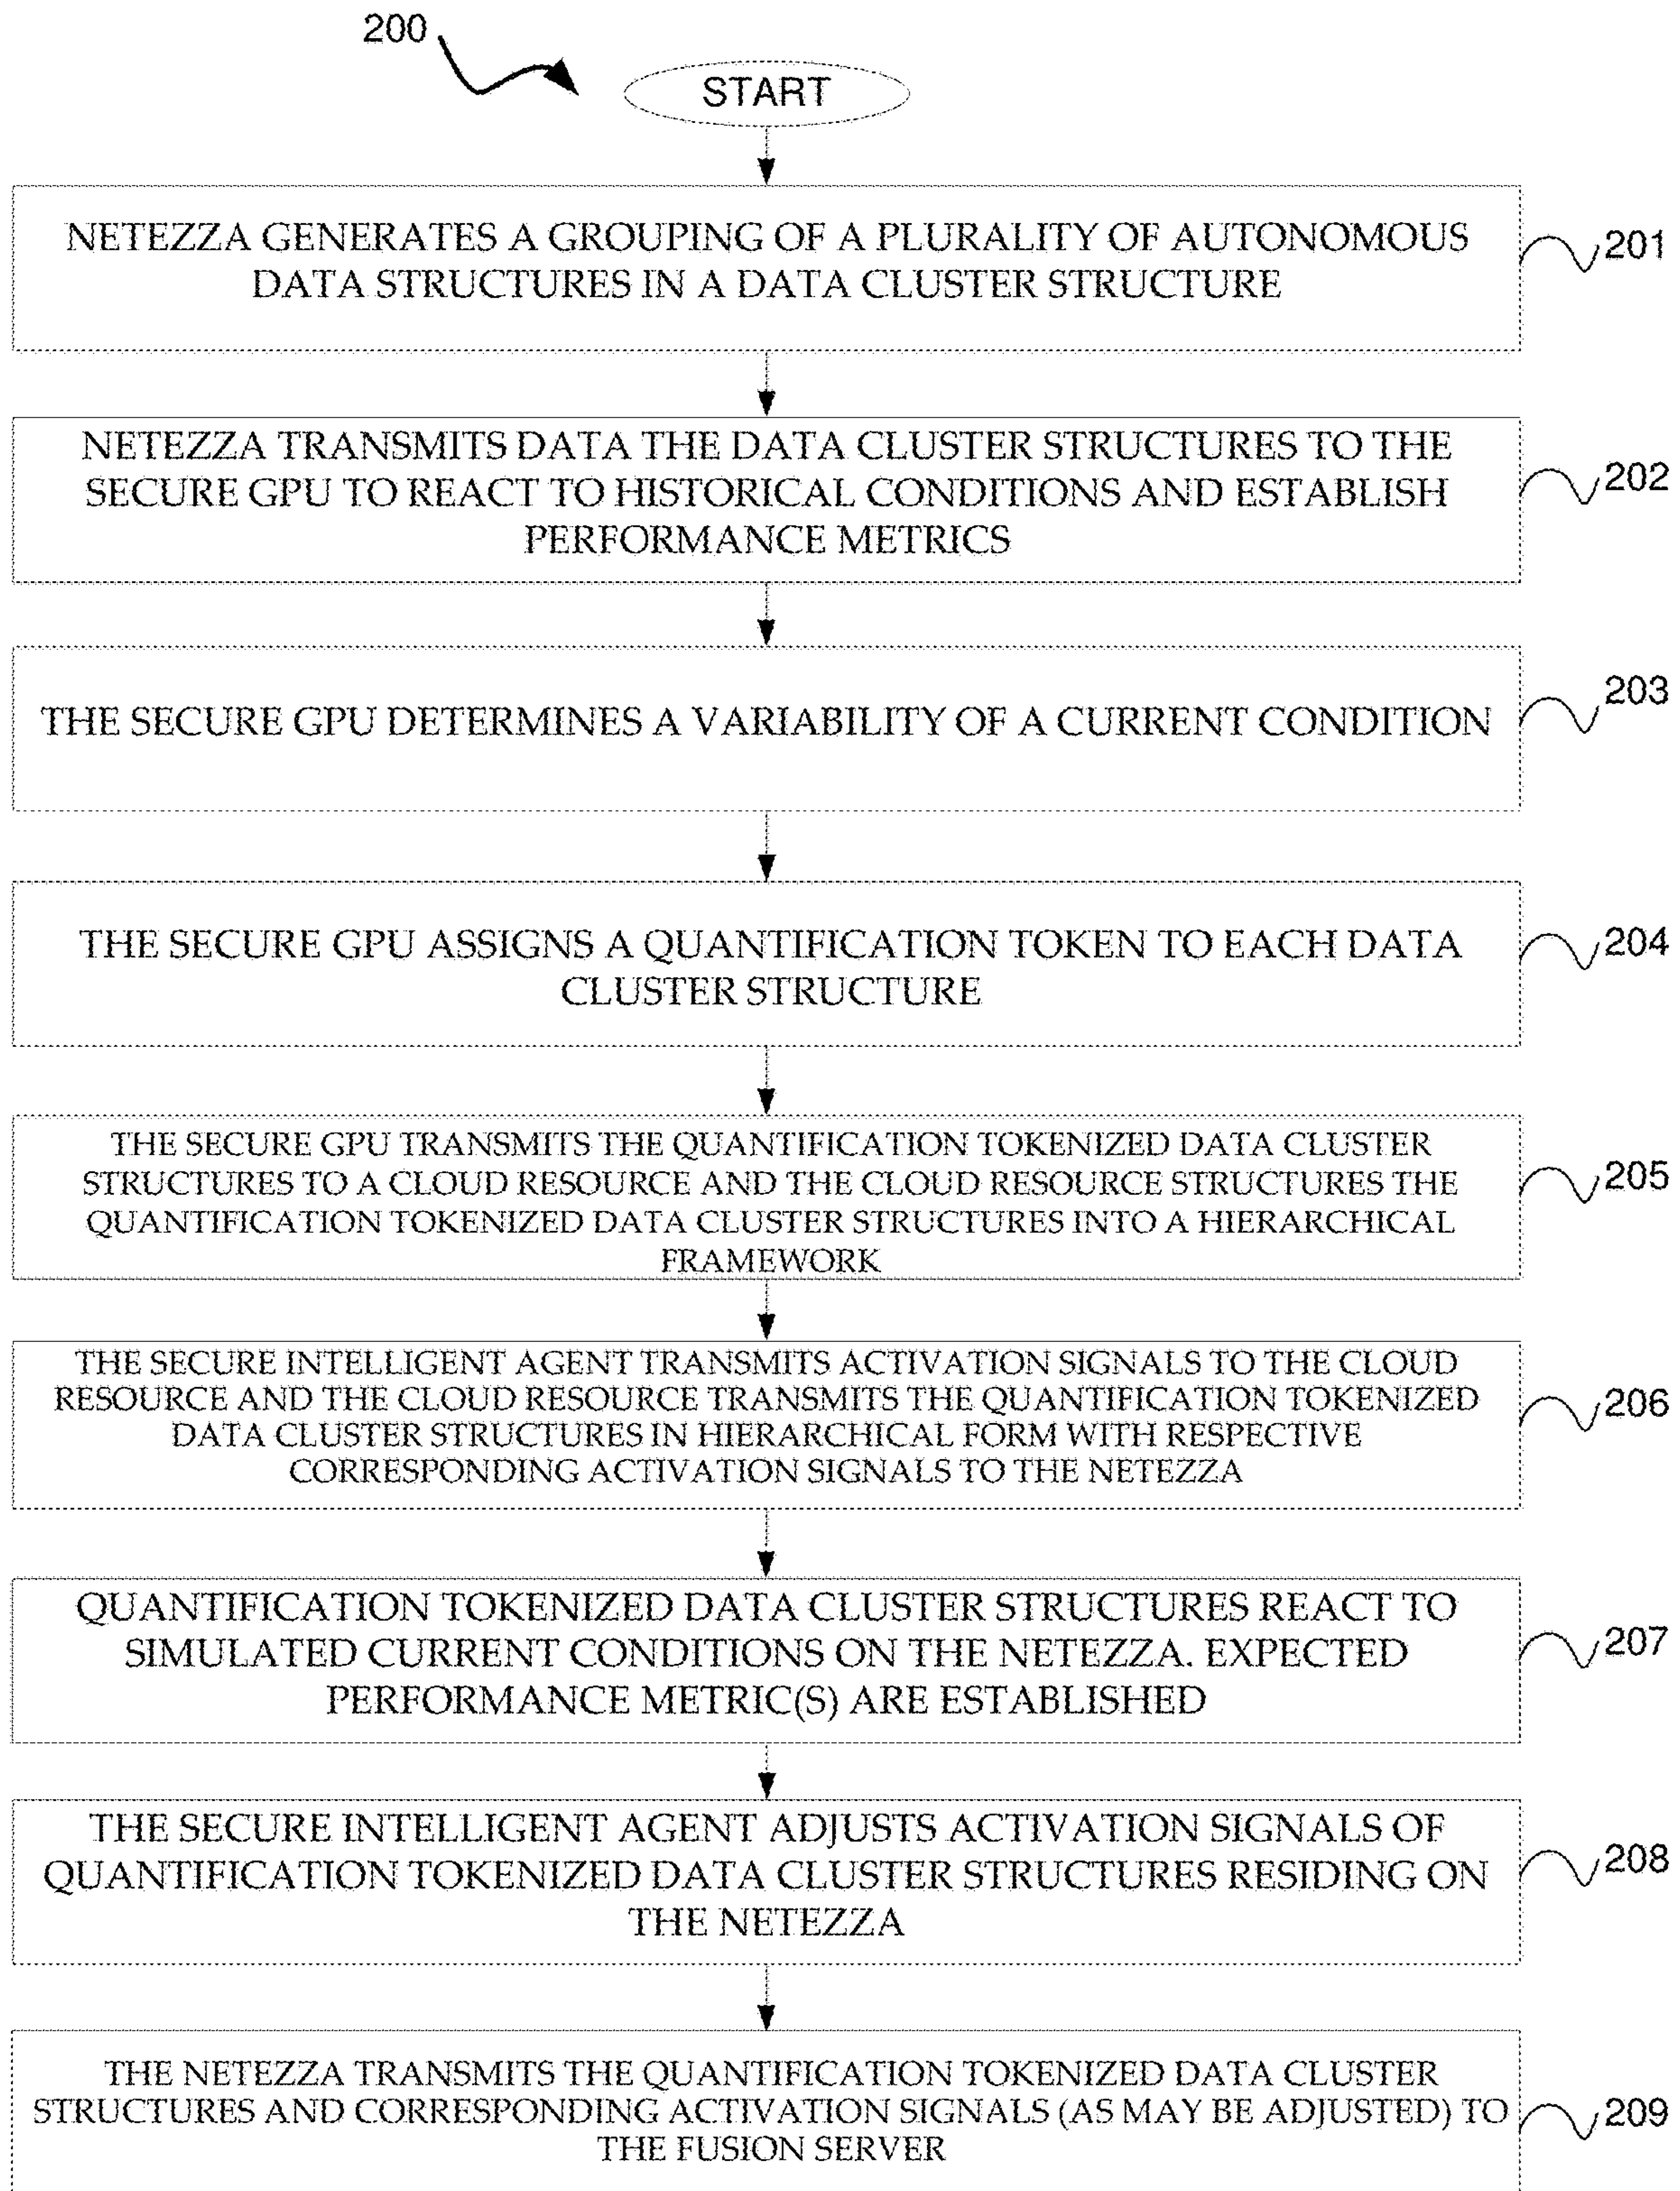 200
START
NETEZZA GENERATES A GROUPING OF A PLURALITY OF AUTONOMOUS
DATA STRUCTURES IN A DATA CLUSTER STRUCTURE
201
NETEZZA TRANSMITS DATA THE DATA CLUSTER STRUCTURES TO THE
SECURE GPU TO REACT TO HISTORICAL CONDITIONS AND ESTABLISH
PERFORMANCE METRICS
202
THE SECURE GPU DETERMINES A VARIABILITY OF A CURRENT CONDITION
203
THE SECURE GPU ASSIGNS A QUANTIFICATION TOKEN TO EACH DATA
CLUSTER STRUCTURE
204
THE SECURE GPU TRANSMITS THE QUANTIFICATION TOKENIZED DATA CLUSTER
STRUCTURES TO A CLOUD RESOURCE AND THE CLOUD RESOURCE STRUCTURES THE
QUANTIFICATION TOKENIZED DATA CLUSTER STRUCTURES INTO A HIERARCHICAL
FRAMEWORK
205
THE SECURE INTELLIGENT AGENT TRANSMITS ACTIVATION SIGNALS TO THE CLOUD
RESOURCE AND THE CLOUD RESOURCE TRANSMITS THE QUANTIFICATION TOKENIZED
DATA CLUSTER STRUCTURES IN HIERARCHICAL FORM WITH RESPECTIVE
CORRESPONDING ACTIVATION SIGNALS TO THE NETEZZA
206
QUANTIFICATION TOKENIZED DATA CLUSTER STRUCTURES REACT TO
SIMULATED CURRENT CONDITIONS ON THE NETEZZA. EXPECTED
PERFORMANCE METRIC(S) ARE ESTABLISHED
207
THE SECURE INTELLIGENT AGENT ADJUSTS ACTIVATION SIGNALS OF
QUANTIFICATION TOKENIZED DATA CLUSTER STRUCTURES RESIDING ON
THE NETEZZA
208
THE NETEZZA TRANSMITS THE QUANTIFICATION TOKENIZED DATA CLUSTER
STRUCTURES AND CORRESPONDING ACTIVATION SIGNALS (AS MAY BE ADJUSTED) TO
THE FUSION SERVER
209